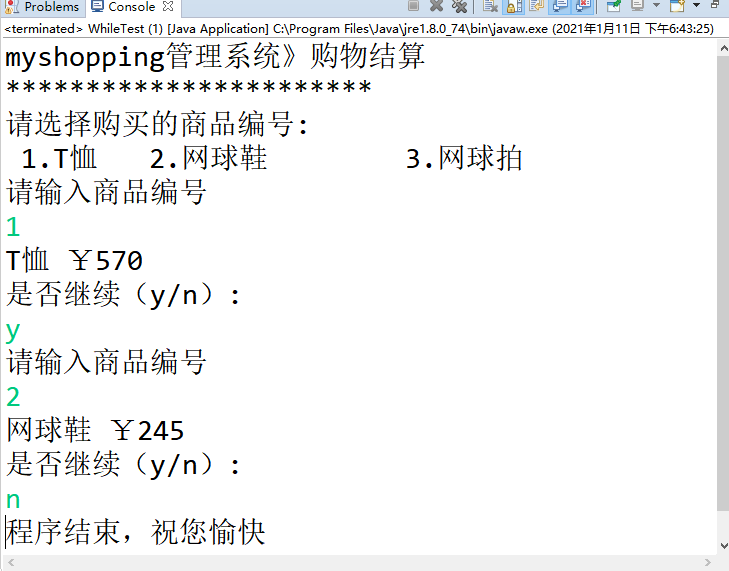 Problems Console
<terminated> WhileTest (1) [Java Application] C:\Program Files\Java\jre1.8.0_74\bin\javaw.exe (2021年1月11日 下午6:43:25)
myshopping管理系统》购物结算
***********************
请选择购买的商品编号:
1.T恤 2.网球鞋 3.网球拍
请输入商品编号
1
T恤 ￥570
是否继续（y/n）:
y
请输入商品编号
2
网球鞋 ￥245
是否继续（y/n）:
n
程序结束，祝您愉快